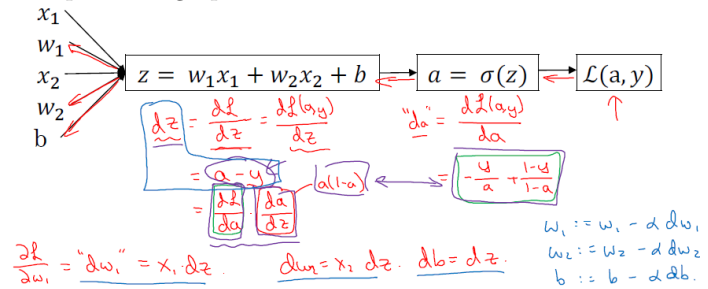 x₁
w₁
x₂
w₂
b
z = w₁x₁ + w₂x₂ + b
a = σ(z)
ℒ(a, y)
dz = dℒ/dz = dℒ(a,y)/dz
= a - y
= dℒ/da · da/dz
a(1-a)
"da" = dℒ(a,y)/da
= -y/a + (1-y)/(1-a)
∂ℒ/∂w₁ = "dw₁" = x₁·dz. dw₂ = x₂ dz. db = dz.
w₁ := w₁ - α dw₁
w₂ := w₂ - α dw₂
b := b - α db.